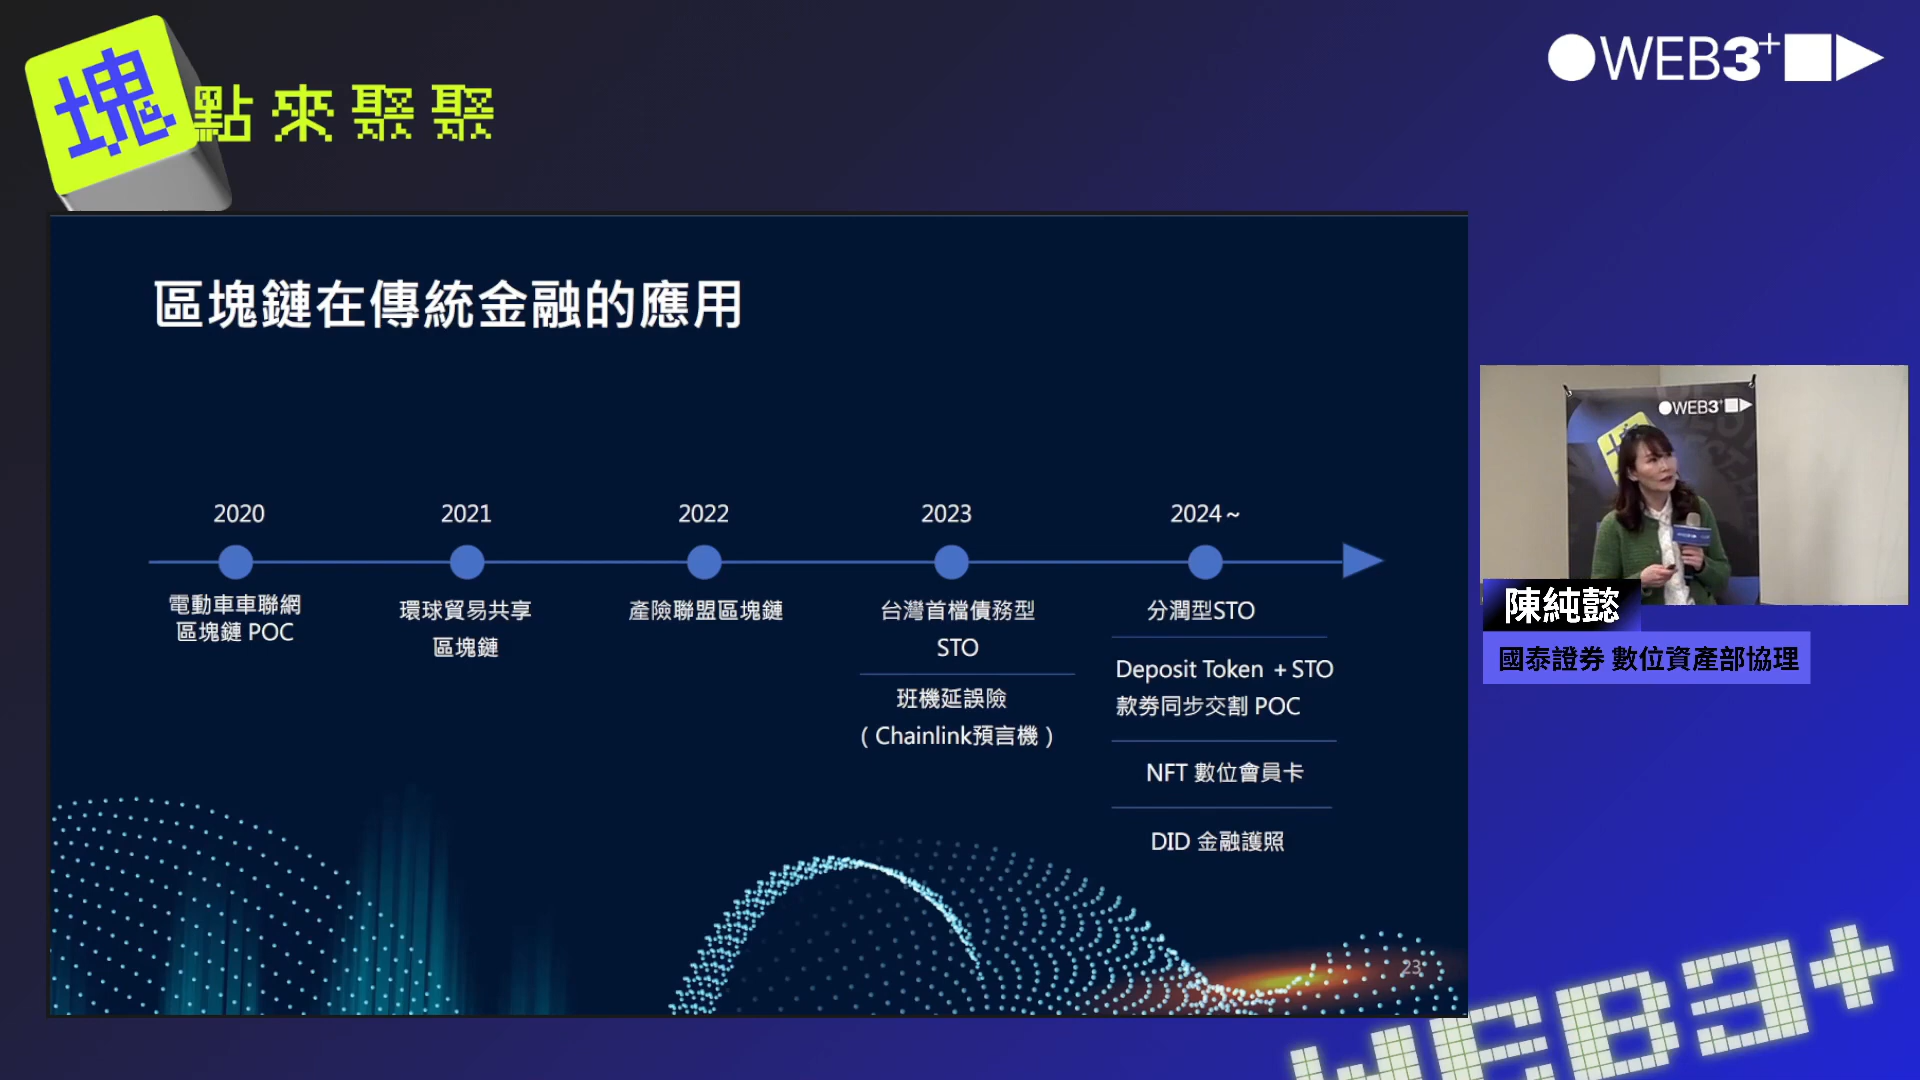 塊點來聚聚
WEB3+
區塊鏈在傳統金融的應用
2020
電動車車聯網
區塊鏈 POC
2021
環球貿易共享
區塊鏈
2022
產險聯盟區塊鏈
2023
台灣首檔債務型
STO
班機延誤險
( Chainlink預言機 )
2024~
分潤型STO
Deposit Token +STO
款券同步交割 POC
NFT 數位會員卡
DID 金融護照
23
WEB3+
塊
陳純懿
國泰證券 數位資產部協理
WEB3+